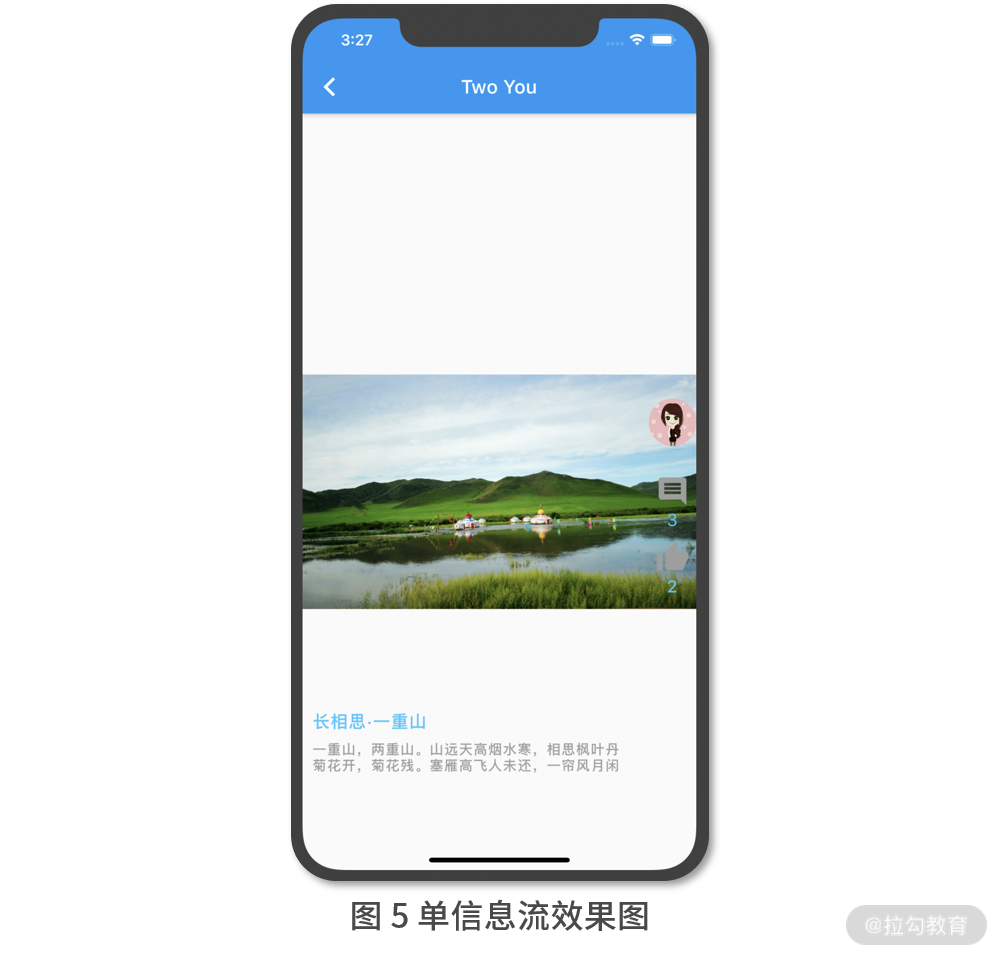 3:27
Two You
3
2
长相思·一重山
一重山，两重山。山远天高烟水寒，相思枫叶丹
菊花开，菊花残。塞雁高飞人未还，一帘风月闲
图 5 单信息流效果图
@拉勾教育